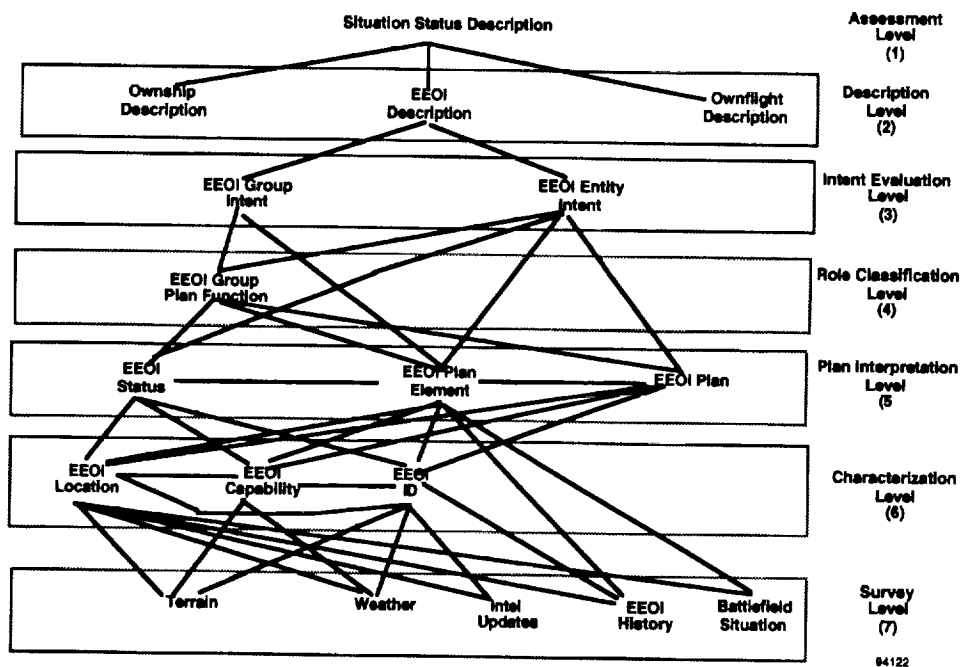 Situation Status Description
Assessment
Level
(1)
Ownship
Description
EEOI
Description
Ownflight
Description
Description
Level
(2)
EEOI Group
Intent
EEOI Entity
Intent
Intent Evaluation
Level
(3)
EEOI Group
Plan Function
Role Classification
Level
(4)
EEOI
Status
EEOI Plan
Element
EEOI Plan
Plan Interpretation
Level
(5
EEOI
Location
EEOI
Capability
EEOI
ID
Characterization
Level
(6)
Terrain
Weather
Intel
Updates
EEOI
History
Battlefield
Situation
Survey
Level
(7)
94122